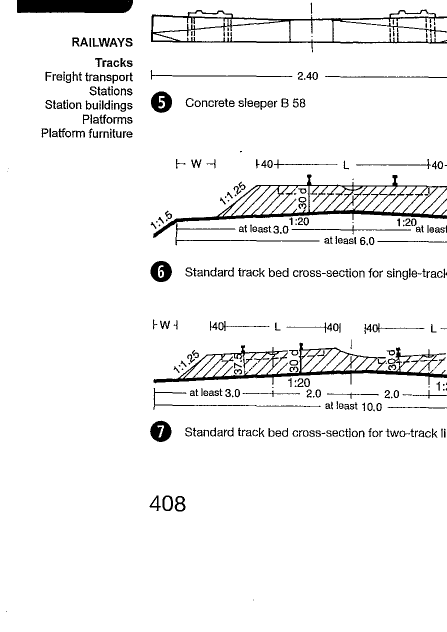 RAILWAYS
Tracks
Freight transport
Stations
Station buildings
Platforms
Platform furniture
2.40
5 Concrete sleeper B 58
W 40 L 40
1:1.25 30 d
1:1.5 1:20 1:20
at least 3.0 at least
at least 6.0
6 Standard track bed cross-section for single-track
W 40 L 40 40 L
1:1.25 37.5 30 d 30 d
1:20
at least 3.0 2.0 2.0
at least 10.0
7 Standard track bed cross-section for two-track li
408